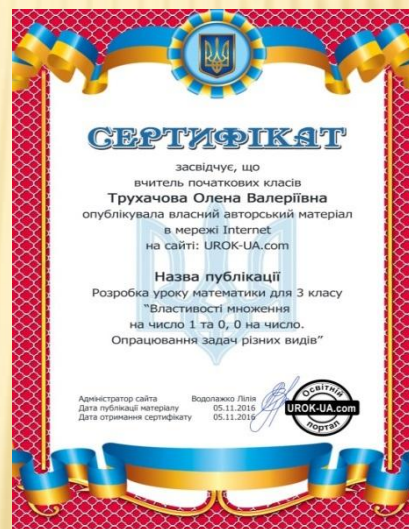 СЕРТИФІКАТ
засвідчує, що
вчитель початкових класів
Трухачова Олена Валеріївна
опублікувала власний авторський матеріал
в мережі Internet
на сайті: UROK-UA.com
Назва публікації
Розробка уроку математики для 3 класу
“Властивості множення
на число 1 та 0, 0 на число.
Опрацювання задач різних видів”
Адміністратор сайта Водолажко Лілія
Дата публікації матеріалу 05.11.2016
Дата отримання сертифікату 05.11.2016
Освітній
UROK-UA.com
портал